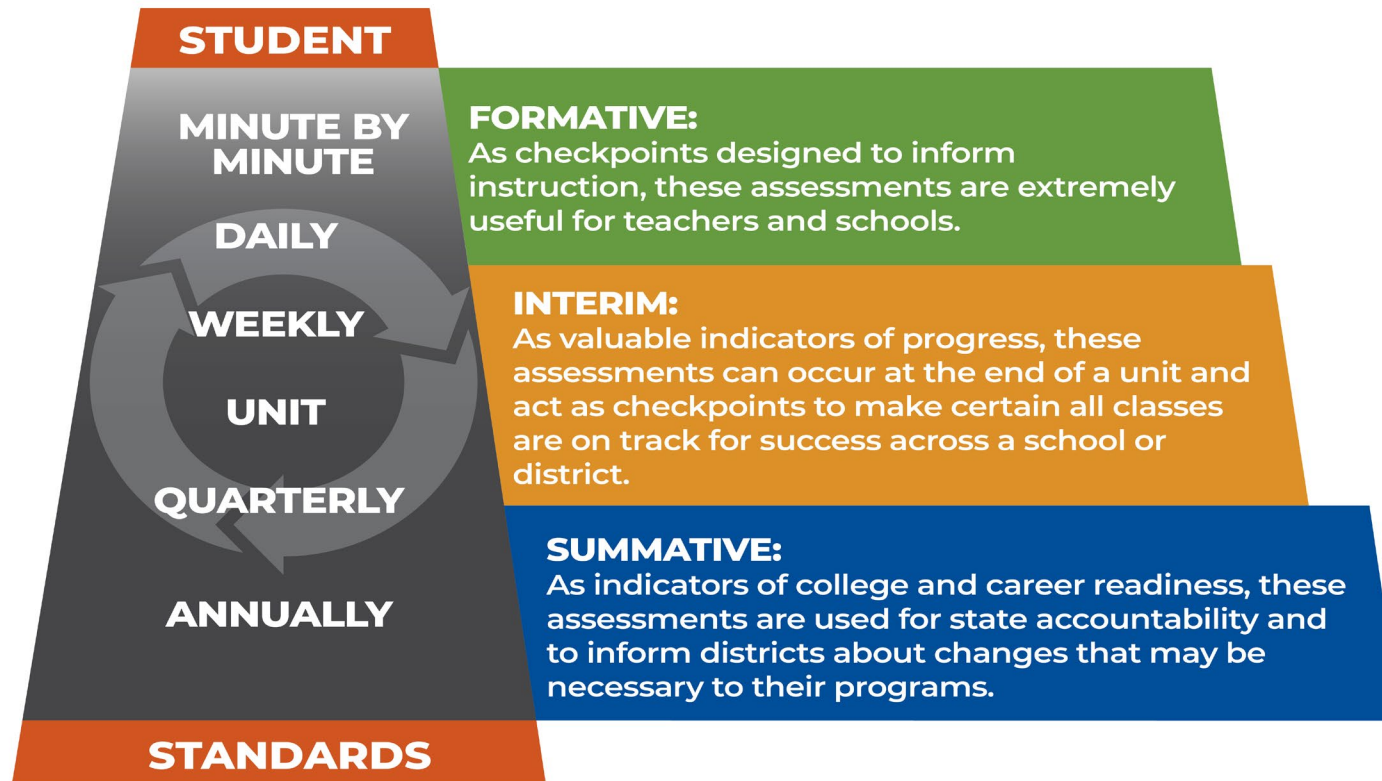 STUDENT
MINUTE BY
MINUTE
DAILY
WEEKLY
UNIT
QUARTERLY
ANNUALLY
STANDARDS
FORMATIVE:
As checkpoints designed to inform
instruction, these assessments are extremely
useful for teachers and schools.
INTERIM:
As valuable indicators of progress, these
assessments can occur at the end of a unit and
act as checkpoints to make certain all classes
are on track for success across a school or
district.
SUMMATIVE:
As indicators of college and career readiness, these
assessments are used for state accountability and
to inform districts about changes that may be
necessary to their programs.